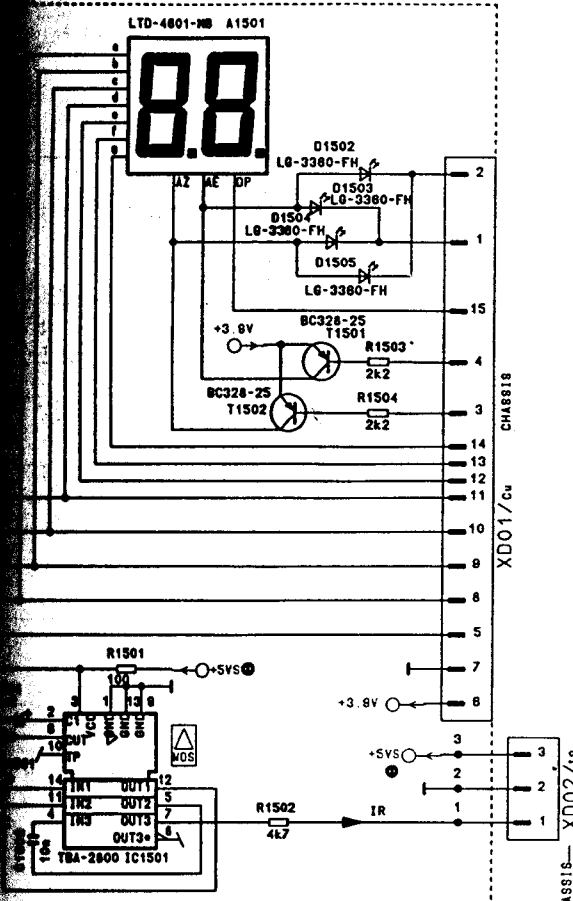 LTD-4601-MB A1501
a
b
c
d
e
f
g
AZ AE DP
D1502
LG-3360-FH
D1503
LG-3360-FH
D1504
LG-3360-FH
D1505
LG-3360-FH
2
1
15
BC328-25
T1501
+3.9V
R1503
2k2
4
BC328-25
T1502
R1504
2k2
3
14
13
12
11
10
9
8
5
7
6
CHASSIS
XD01/Cu
R1501
100
+5VS
+3.9V
3 1 13 9
2
8
10
C1
OUT
TP
VCC
GND
GND
GND
MOS
14 IN1 OUT1 12
11 IN2 OUT2 5
4 IN3 OUT3 7
OUT3* 6
10n
TBA-2800 IC1501
R1502
4k7
IR
+5VS
3
2
1
3
2
1
XD02/